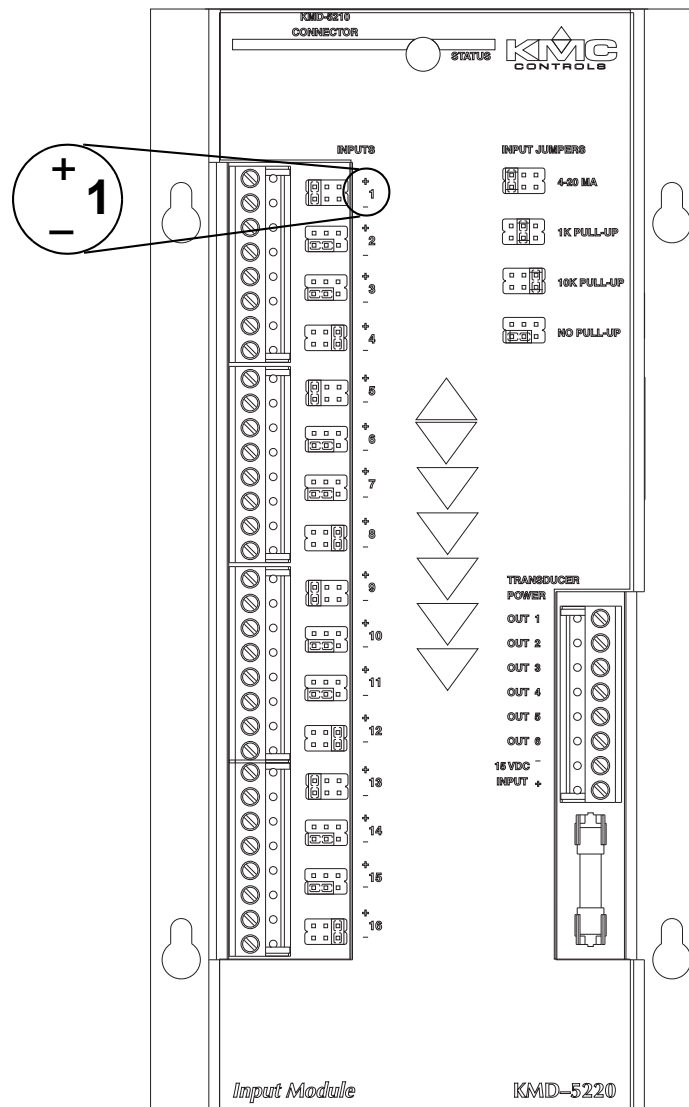 KMD-5210
CONNECTOR
STATUS
KMC
CONTROLS
INPUTS
INPUT JUMPERS
+
1
–
+
1
–
4-20 MA
+
2
–
1K PULL-UP
+
3
–
10K PULL-UP
+
4
–
NO PULL-UP
+
5
–
+
6
–
+
7
–
+
8
–
+
9
–
+
10
–
+
11
–
+
12
–
+
13
–
+
14
–
+
15
–
+
16
–
TRANSDUCER
POWER
OUT 1
OUT 2
OUT 3
OUT 4
OUT 5
OUT 6
15 VDC –
INPUT +
Input Module
KMD–5220